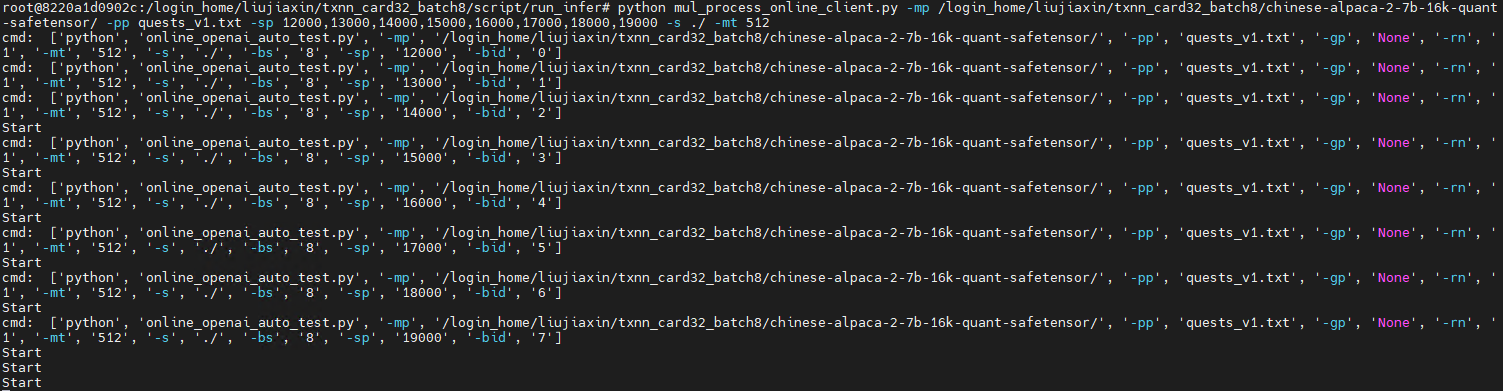 root@8220a1d0902c:/login_home/liujiaxin/txnn_card32_batch8/script/run_infer# python mul_process_online_client.py -mp /login_home/liujiaxin/txnn_card32_batch8/chinese-alpaca-2-7b-16k-quant
-safetensor/ -pp quests_v1.txt -sp 12000,13000,14000,15000,16000,17000,18000,19000 -s ./ -mt 512
cmd:  ['python', 'online_openai_auto_test.py', '-mp', '/login_home/liujiaxin/txnn_card32_batch8/chinese-alpaca-2-7b-16k-quant-safetensor/', '-pp', 'quests_v1.txt', '-gp', 'None', '-rn', '
1', '-mt', '512', '-s', './', '-bs', '8', '-sp', '12000', '-bid', '0']
cmd:  ['python', 'online_openai_auto_test.py', '-mp', '/login_home/liujiaxin/txnn_card32_batch8/chinese-alpaca-2-7b-16k-quant-safetensor/', '-pp', 'quests_v1.txt', '-gp', 'None', '-rn', '
1', '-mt', '512', '-s', './', '-bs', '8', '-sp', '13000', '-bid', '1']
cmd:  ['python', 'online_openai_auto_test.py', '-mp', '/login_home/liujiaxin/txnn_card32_batch8/chinese-alpaca-2-7b-16k-quant-safetensor/', '-pp', 'quests_v1.txt', '-gp', 'None', '-rn', '
1', '-mt', '512', '-s', './', '-bs', '8', '-sp', '14000', '-bid', '2']
Start
cmd:  ['python', 'online_openai_auto_test.py', '-mp', '/login_home/liujiaxin/txnn_card32_batch8/chinese-alpaca-2-7b-16k-quant-safetensor/', '-pp', 'quests_v1.txt', '-gp', 'None', '-rn', '
1', '-mt', '512', '-s', './', '-bs', '8', '-sp', '15000', '-bid', '3']
Start
cmd:  ['python', 'online_openai_auto_test.py', '-mp', '/login_home/liujiaxin/txnn_card32_batch8/chinese-alpaca-2-7b-16k-quant-safetensor/', '-pp', 'quests_v1.txt', '-gp', 'None', '-rn', '
1', '-mt', '512', '-s', './', '-bs', '8', '-sp', '16000', '-bid', '4']
Start
cmd:  ['python', 'online_openai_auto_test.py', '-mp', '/login_home/liujiaxin/txnn_card32_batch8/chinese-alpaca-2-7b-16k-quant-safetensor/', '-pp', 'quests_v1.txt', '-gp', 'None', '-rn', '
1', '-mt', '512', '-s', './', '-bs', '8', '-sp', '17000', '-bid', '5']
Start
cmd:  ['python', 'online_openai_auto_test.py', '-mp', '/login_home/liujiaxin/txnn_card32_batch8/chinese-alpaca-2-7b-16k-quant-safetensor/', '-pp', 'quests_v1.txt', '-gp', 'None', '-rn', '
1', '-mt', '512', '-s', './', '-bs', '8', '-sp', '18000', '-bid', '6']
Start
cmd:  ['python', 'online_openai_auto_test.py', '-mp', '/login_home/liujiaxin/txnn_card32_batch8/chinese-alpaca-2-7b-16k-quant-safetensor/', '-pp', 'quests_v1.txt', '-gp', 'None', '-rn', '
1', '-mt', '512', '-s', './', '-bs', '8', '-sp', '19000', '-bid', '7']
Start
Start
Start